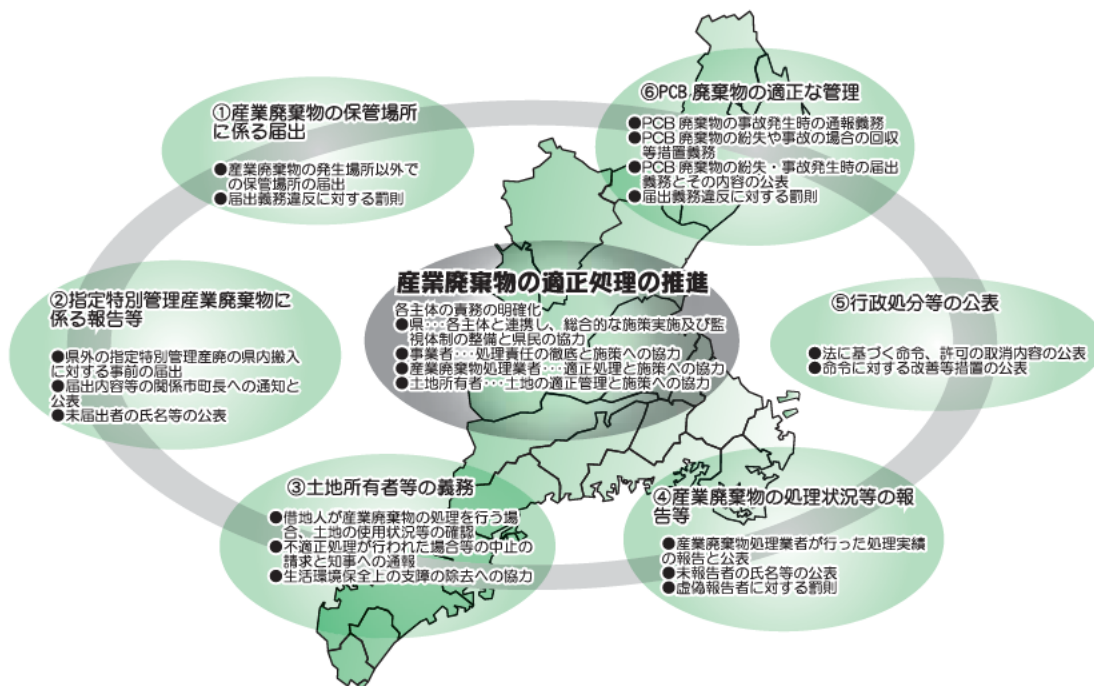 ①産業廃棄物の保管場所
に係る届出
●産業廃棄物の発生場所以外で
の保管場所の届出
●届出義務違反に対する罰則
⑥PCB 廃棄物の適正な管理
●PCB 廃棄物の事故発生時の通報義務
●PCB 廃棄物の紛失や事故の場合の回収
等措置義務
●PCB 廃棄物の紛失・事故発生時の届出
義務とその内容の公表
●届出義務違反に対する罰則
産業廃棄物の適正処理の推進
各主体の責務の明確化
●県‥‥各主体と連携し、総合的な施策実施及び監
視体制の整備と県民の協力
●事業者‥‥処理責任の徹底と施策への協力
●産業廃棄物処理業者‥‥適正処理と施策への協力
●土地所有者‥‥土地の適正管理と施策への協力
②指定特別管理産業廃棄物に
係る報告等
●県外の指定特別管理産廃の県内搬入
に対する事前の届出
●届出内容等の関係市町長への通知と
公表
●未届出者の氏名等の公表
⑤行政処分等の公表
●法に基づく命令、許可の取消内容の公表
●命令に対する改善等措置の公表
③土地所有者等の義務
●借地人が産業廃棄物の処理を行う場
合、土地の使用状況等の確認
●不適正処理が行われた場合等の中止の
請求と知事への通報
●生活環境保全上の支障の除去への協力
④産業廃棄物の処理状況等の報
告等
●産業廃棄物処理業者が行った処理実績
の報告と公表
●未報告者の氏名等の公表
●虚偽報告者に対する罰則